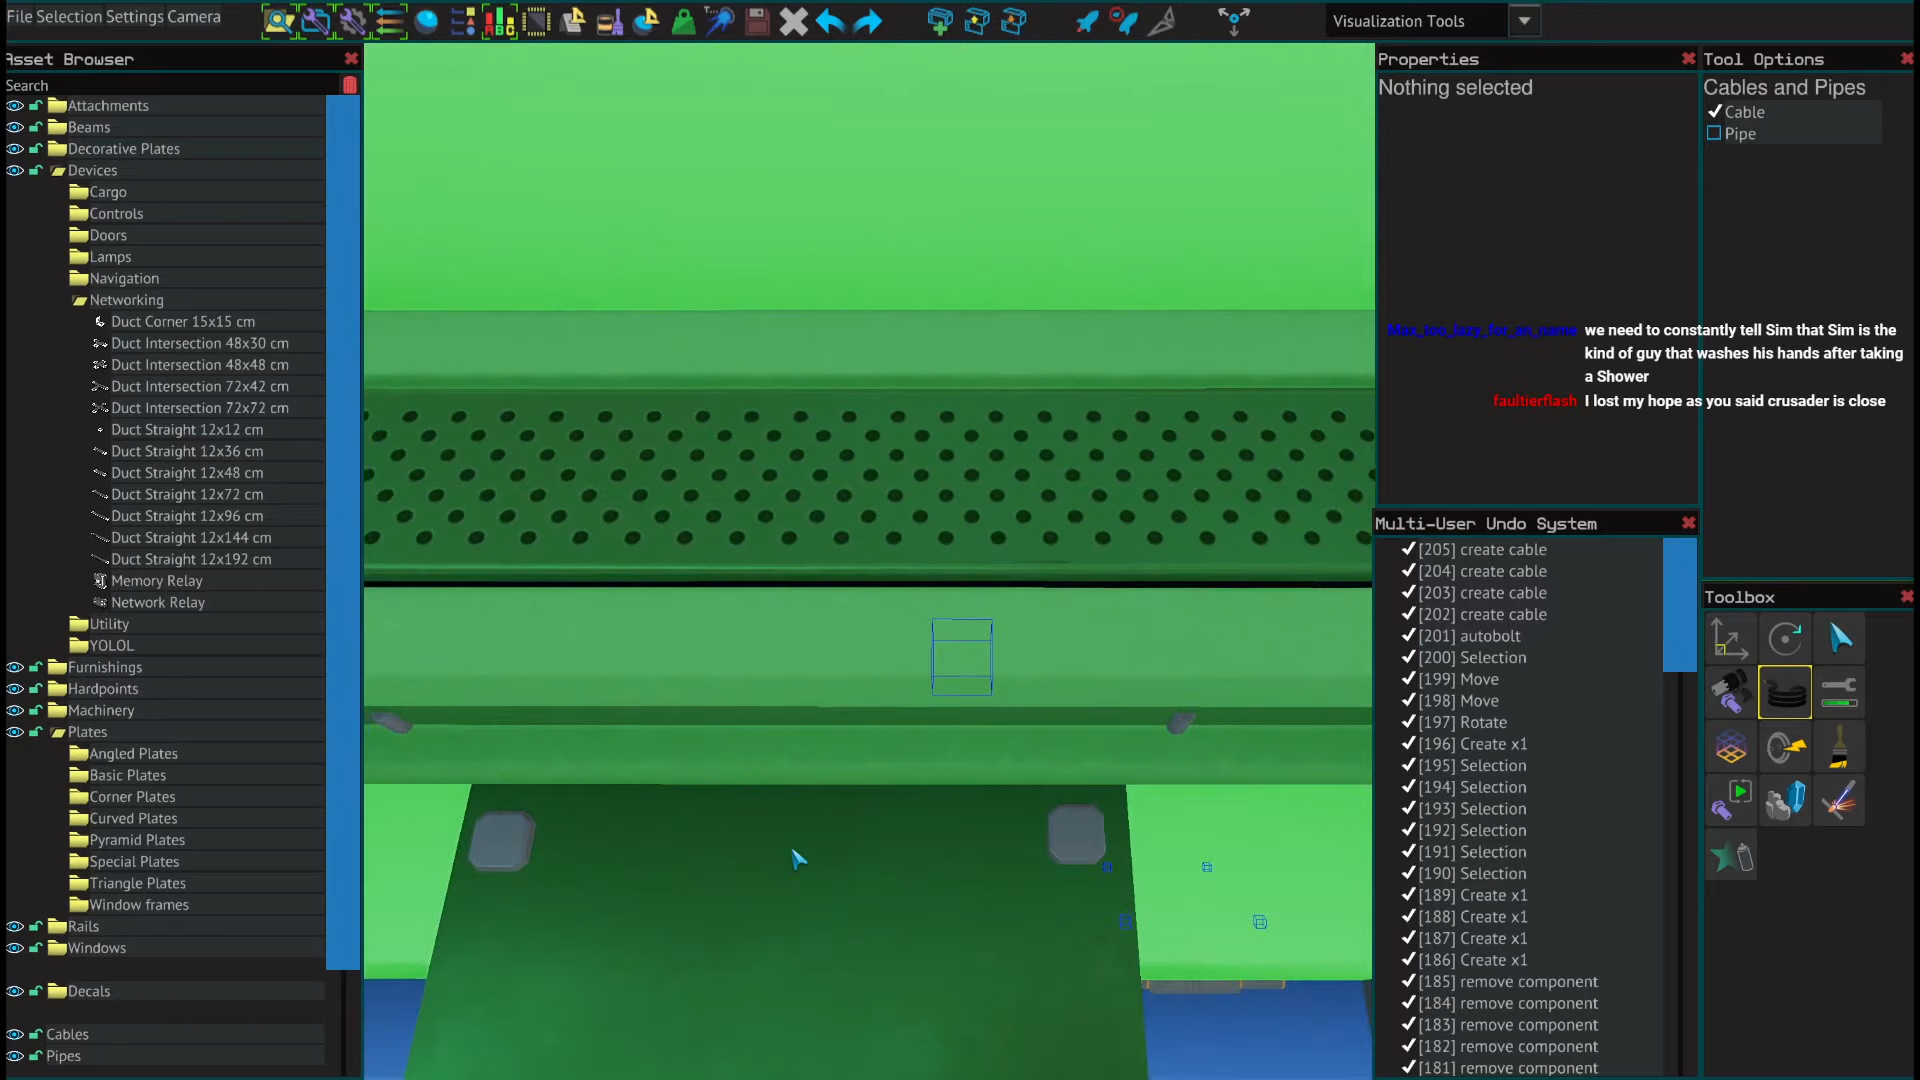 File Selection Settings Camera
ABC
Visualization Tools
Asset Browser
Search
Attachments
Beams
Decorative Plates
Devices
Cargo
Controls
Doors
Lamps
Navigation
Networking
Duct Corner 15x15 cm
Duct Intersection 48x30 cm
Duct Intersection 48x48 cm
Duct Intersection 72x42 cm
Duct Intersection 72x72 cm
Duct Straight 12x12 cm
Duct Straight 12x36 cm
Duct Straight 12x48 cm
Duct Straight 12x72 cm
Duct Straight 12x96 cm
Duct Straight 12x144 cm
Duct Straight 12x192 cm
Memory Relay
Network Relay
Utility
YOLOL
Furnishings
Hardpoints
Machinery
Plates
Angled Plates
Basic Plates
Corner Plates
Curved Plates
Pyramid Plates
Special Plates
Triangle Plates
Window frames
Rails
Windows
Decals
Cables
Pipes
Properties
Nothing selected
we need to constantly tell Sim that Sim is the
kind of guy that washes his hands after taking
a Shower
faultierflash I lost my hope as you said crusader is close
Multi-User Undo System
[205] create cable
[204] create cable
[203] create cable
[202] create cable
[201] autobolt
[200] Selection
[199] Move
[198] Move
[197] Rotate
[196] Create x1
[195] Selection
[194] Selection
[193] Selection
[192] Selection
[191] Selection
[190] Selection
[189] Create x1
[188] Create x1
[187] Create x1
[186] Create x1
[185] remove component
[184] remove component
[183] remove component
[182] remove component
[181] remove component
Tool Options
Cables and Pipes
Cable
Pipe
Toolbox